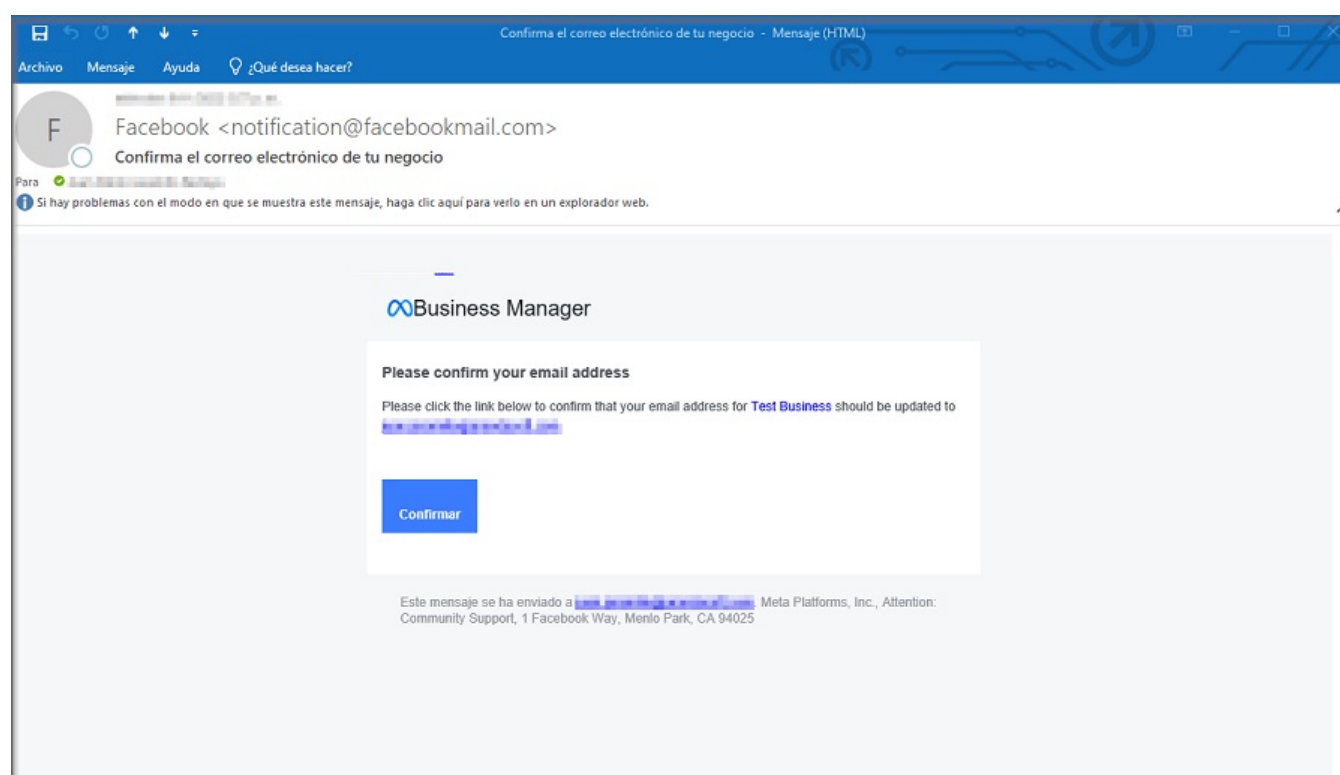 Confirma el correo electrónico de tu negocio - Mensaje (HTML)
Archivo Mensaje Ayuda ¿Qué desea hacer?
F
Facebook <notification@facebookmail.com>
Confirma el correo electrónico de tu negocio
Para
Si hay problemas con el modo en que se muestra este mensaje, haga clic aquí para verlo en un explorador web.
Business Manager
Please confirm your email address
Please click the link below to confirm that your email address for Test Business should be updated to
Confirmar
Este mensaje se ha enviado a . Meta Platforms, Inc., Attention:
Community Support, 1 Facebook Way, Menlo Park, CA 94025